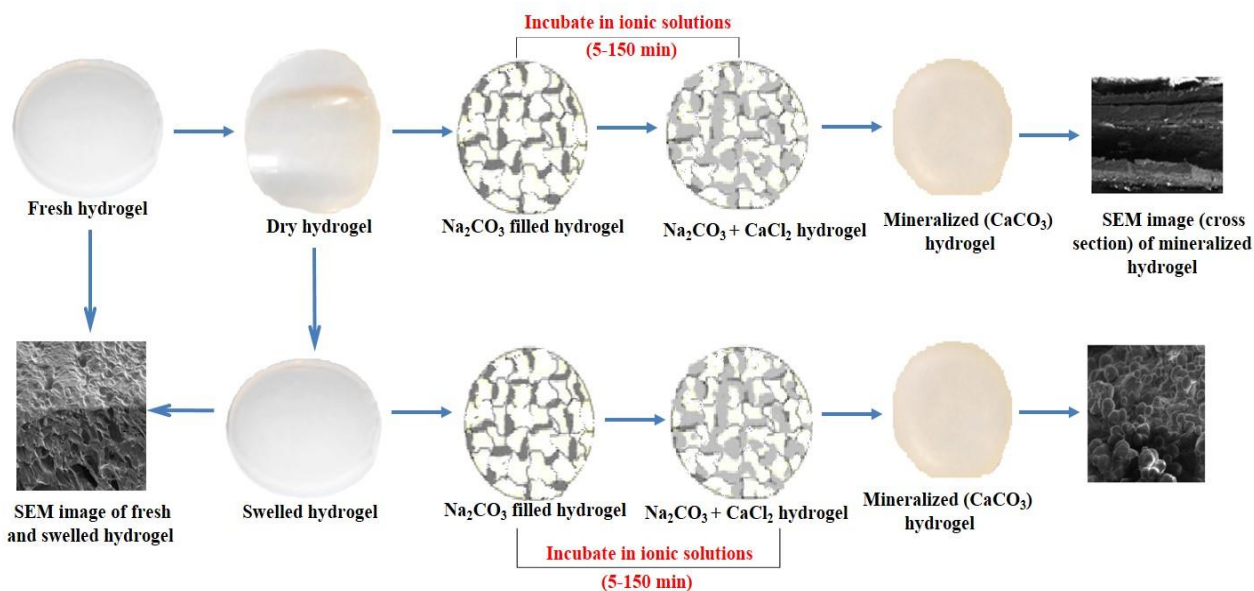 Incubate in ionic solutions
(5-150 min)
Fresh hydrogel
Dry hydrogel
Na₂CO₃ filled hydrogel
Na₂CO₃ + CaCl₂ hydrogel
Mineralized (CaCO₃)
hydrogel
SEM image (cross
section) of mineralized
hydrogel
SEM image of fresh
and swelled hydrogel
Swelled hydrogel
Na₂CO₃ filled hydrogel
Na₂CO₃ + CaCl₂ hydrogel
Mineralized (CaCO₃)
hydrogel
Incubate in ionic solutions
(5-150 min)